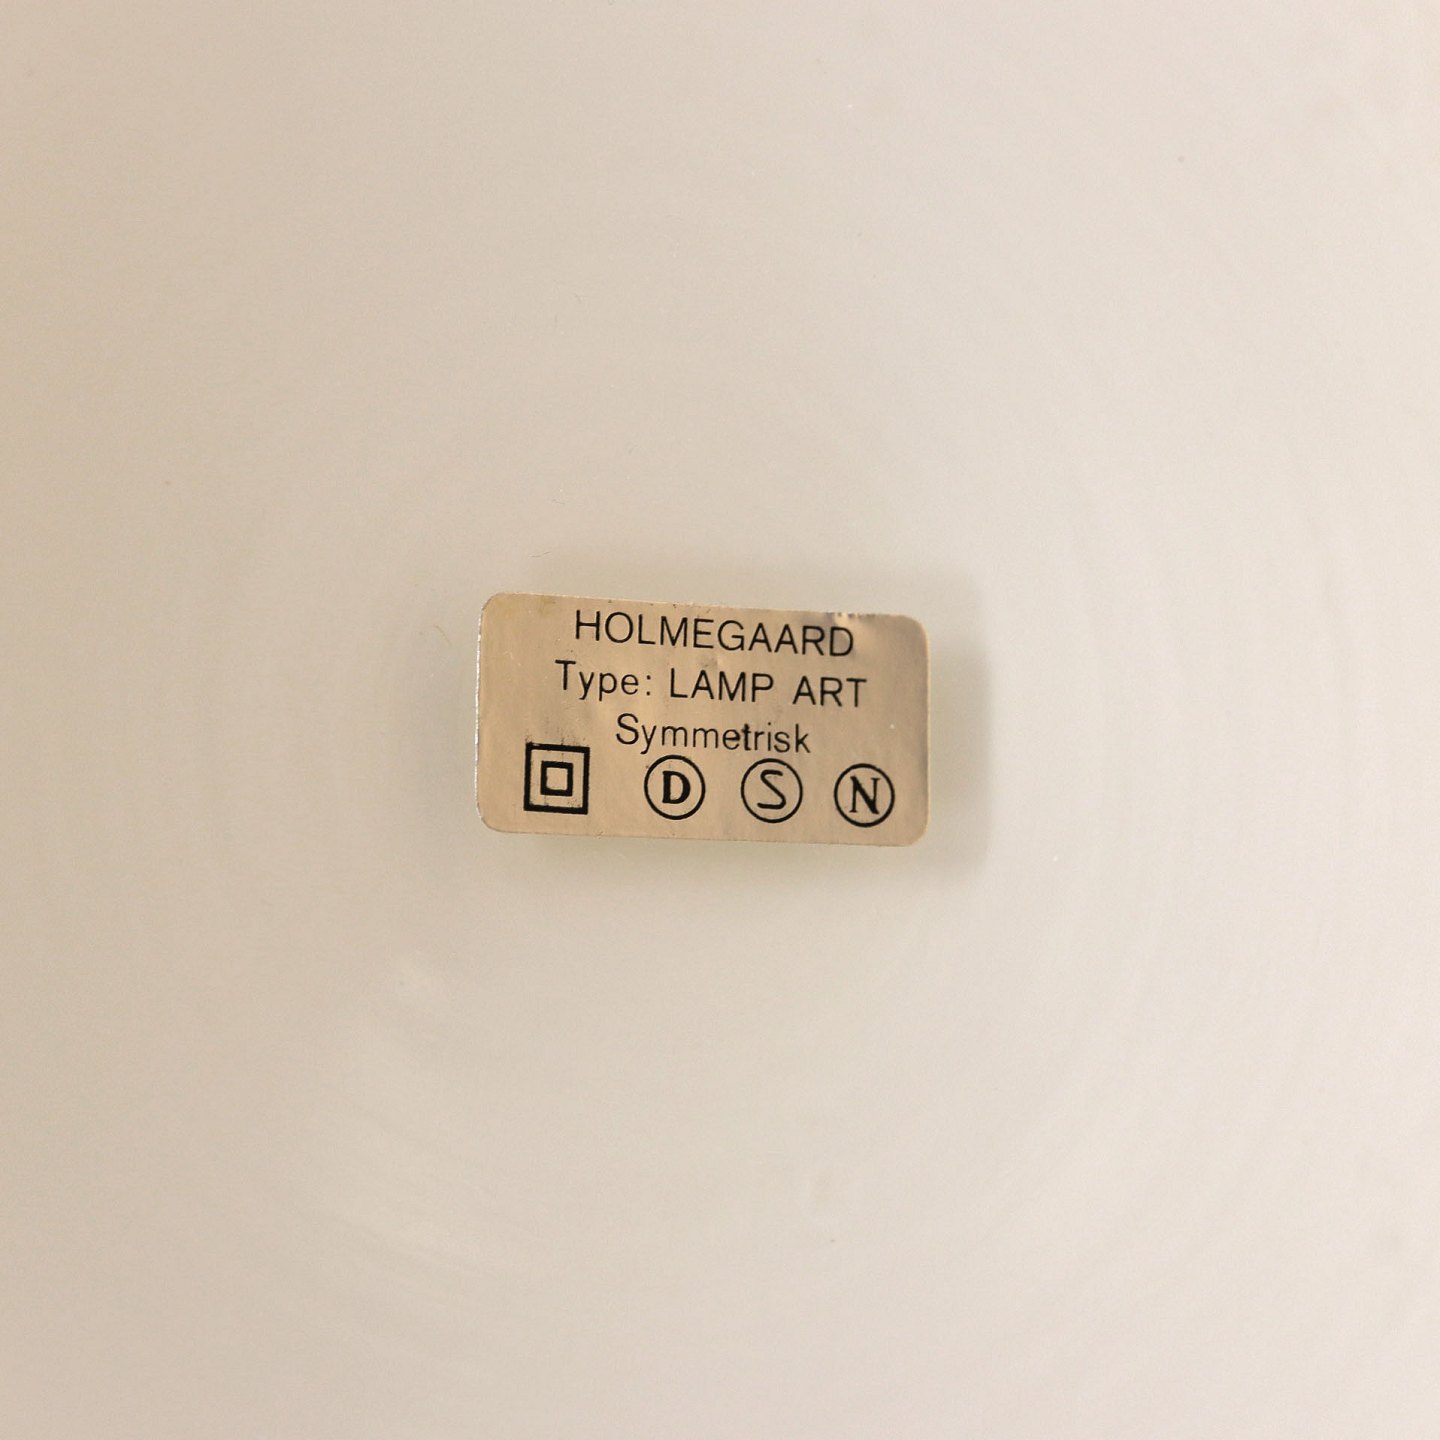 HOLMEGAARD
Type: LAMP ART
Symmetrisk
D S N